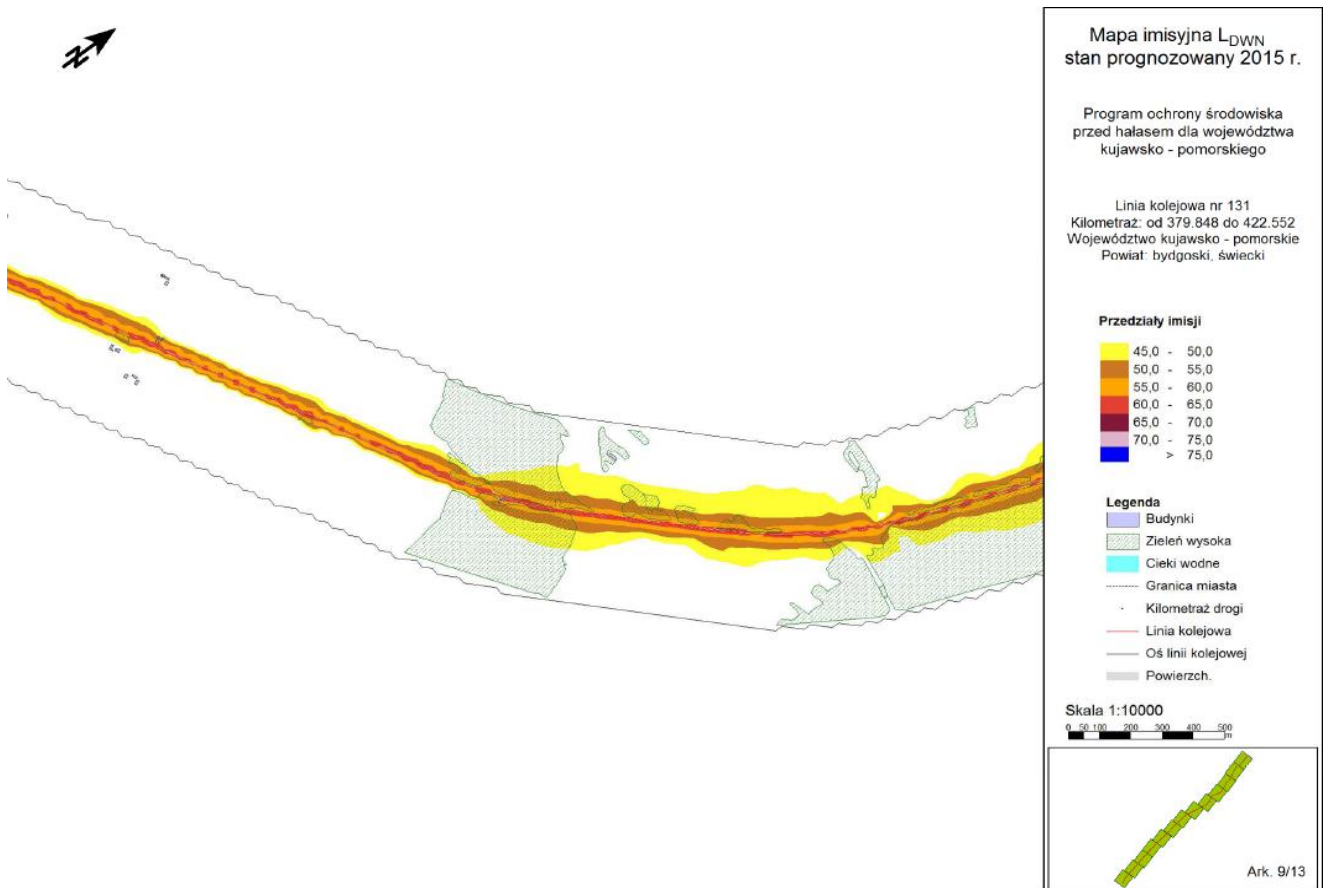 Mapa imisyjna LDWN
stan prognozowany 2015 r.
Program ochrony środowiska
przed hałasem dla województwa
kujawsko - pomorskiego
Linia kolejowa nr 131
Kilometraż: od 379.848 do 422.552
Województwo kujawsko - pomorskie
Powiat: bydgoski, świecki
Przedziały imisji
45,0 - 50,0
50,0 - 55,0
55,0 - 60,0
60,0 - 65,0
65,0 - 70,0
70,0 - 75,0
> 75,0
Legenda
Budynki
Zieleń wysoka
Cieki wodne
Granica miasta
Kilometraż drogi
Linia kolejowa
Oś linii kolejowej
Powierzch.
Skala 1:10000
0 50 100 200 300 400 500
m
Ark. 9/13
N